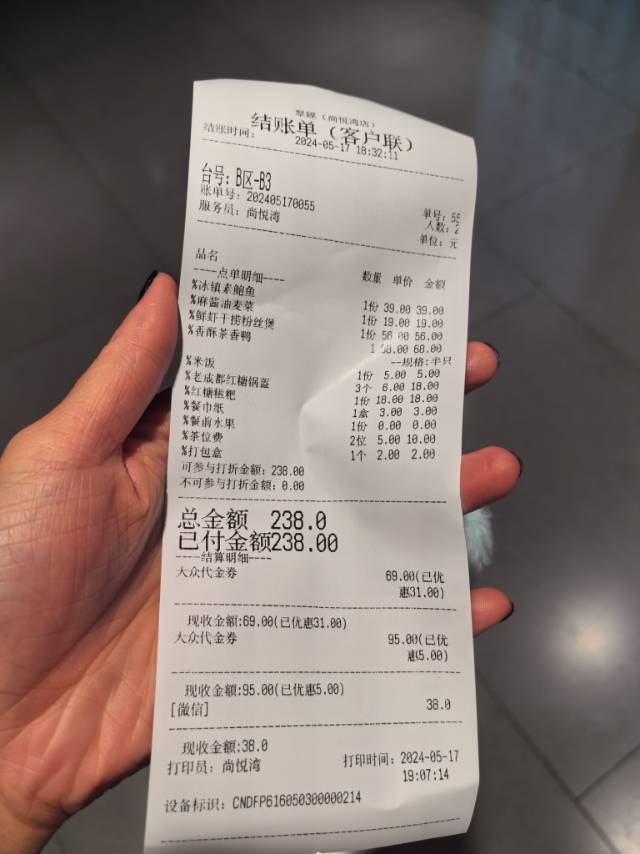 (尚悦湾店)
结账单(客户联)
结账时间: 2024-05-17 18:32:11
台号: B区-B3
账单号: 202405170055 单号: 55
服务员: 尚悦湾 人数: 2
单位: 元
品名 数量 单价 金额
----点单明细----
%冰镇素鲍鱼 1份 39.00 39.00
%麻酱油麦菜 1份 19.00 19.00
%鲜虾干捞粉丝煲 1份 56.00 56.00
%香酥茶香鸭 1 68.00 68.00
--规格:半只
%米饭 1份 5.00 5.00
%老成都红糖锅盔 3个 6.00 18.00
%红糖糍粑 1份 18.00 18.00
%餐巾纸 1盒 3.00 3.00
%餐前水果 1份 0.00 0.00
%茶位费 2位 5.00 10.00
%打包盒 1个 2.00 2.00
可参与打折金额: 238.00
不可参与打折金额: 0.00
总金额 238.0
已付金额238.00
----结算明细----
大众代金券 69.00(已优
惠31.00)
现收金额:69.00(已优惠31.00)
大众代金券 95.00(已优
惠5.00)
现收金额:95.00(已优惠5.00)
[微信] 38.0
现收金额:38.0
打印员: 尚悦湾 打印时间: 2024-05-17
19:07:14
设备标识: CNDFP616050300000214